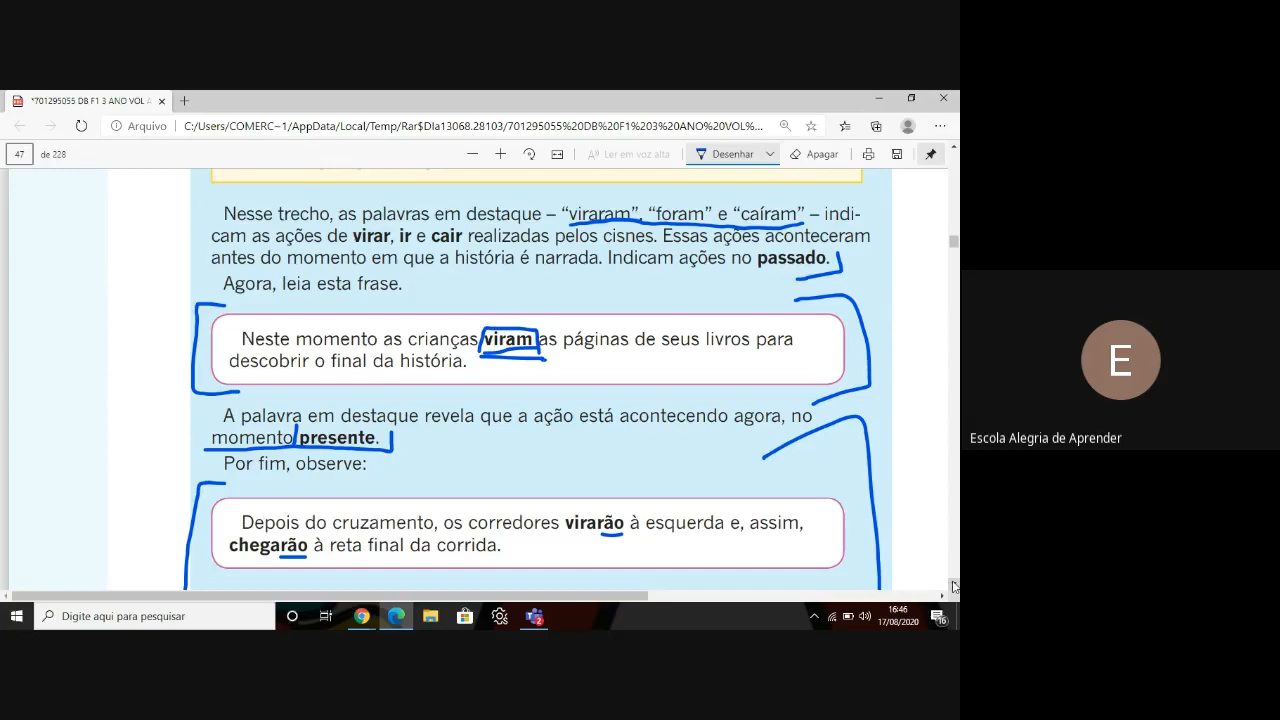 *701295055 DB F1 3 ANO VOL A
Arquivo
C:/Users/COMERC~1/AppData/Local/Temp/Rar$DIa13068.28103/701295055%20DB%20F1%203%20ANO%20VOL%...
47 de 228
Ler em voz alta
Desenhar
Apagar
Nesse trecho, as palavras em destaque – “viraram”, “foram” e “caíram” – indi-
cam as ações de virar, ir e cair realizadas pelos cisnes. Essas ações aconteceram
antes do momento em que a história é narrada. Indicam ações no passado.
Agora, leia esta frase.
Neste momento as crianças viram as páginas de seus livros para
descobrir o final da história.
A palavra em destaque revela que a ação está acontecendo agora, no
momento presente.
Por fim, observe:
Depois do cruzamento, os corredores virarão à esquerda e, assim,
chegarão à reta final da corrida.
Digite aqui para pesquisar
2
16:46
17/08/2020
16
E
Escola Alegria de Aprender